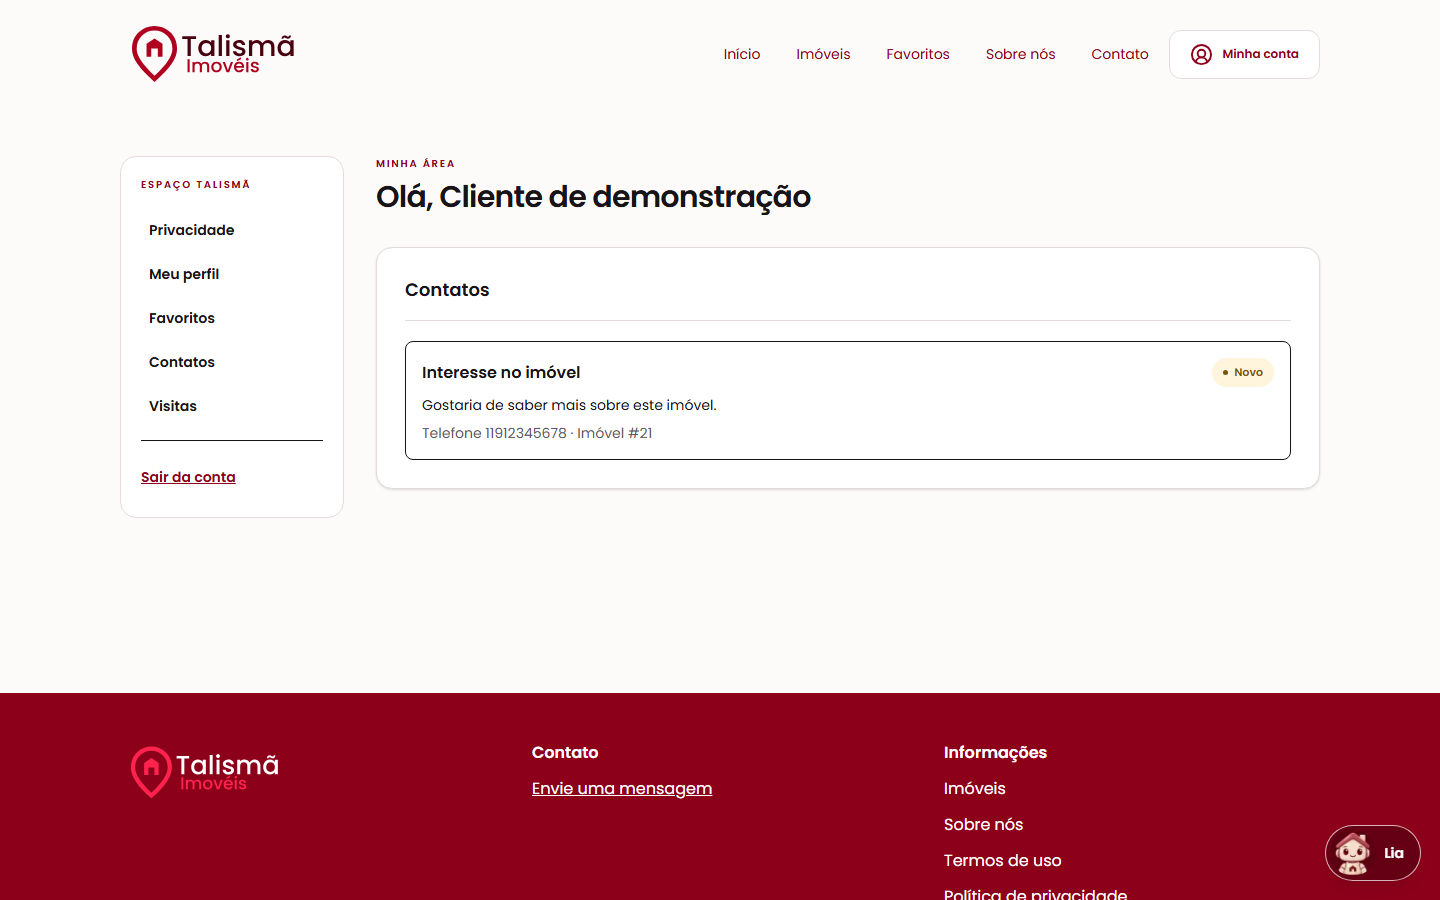 Talismã
Imovéis
Início
Imóveis
Favoritos
Sobre nós
Contato
Minha conta
ESPAÇO TALISMÃ
Privacidade
Meu perfil
Favoritos
Contatos
Visitas
Sair da conta
MINHA ÁREA
Olá, Cliente de demonstração
Contatos
Interesse no imóvel
Novo
Gostaria de saber mais sobre este imóvel.
Telefone 11912345678 · Imóvel #21
Talismã
Imovéis
Contato
Envie uma mensagem
Informações
Imóveis
Sobre nós
Termos de uso
Política de privacidade
Lia